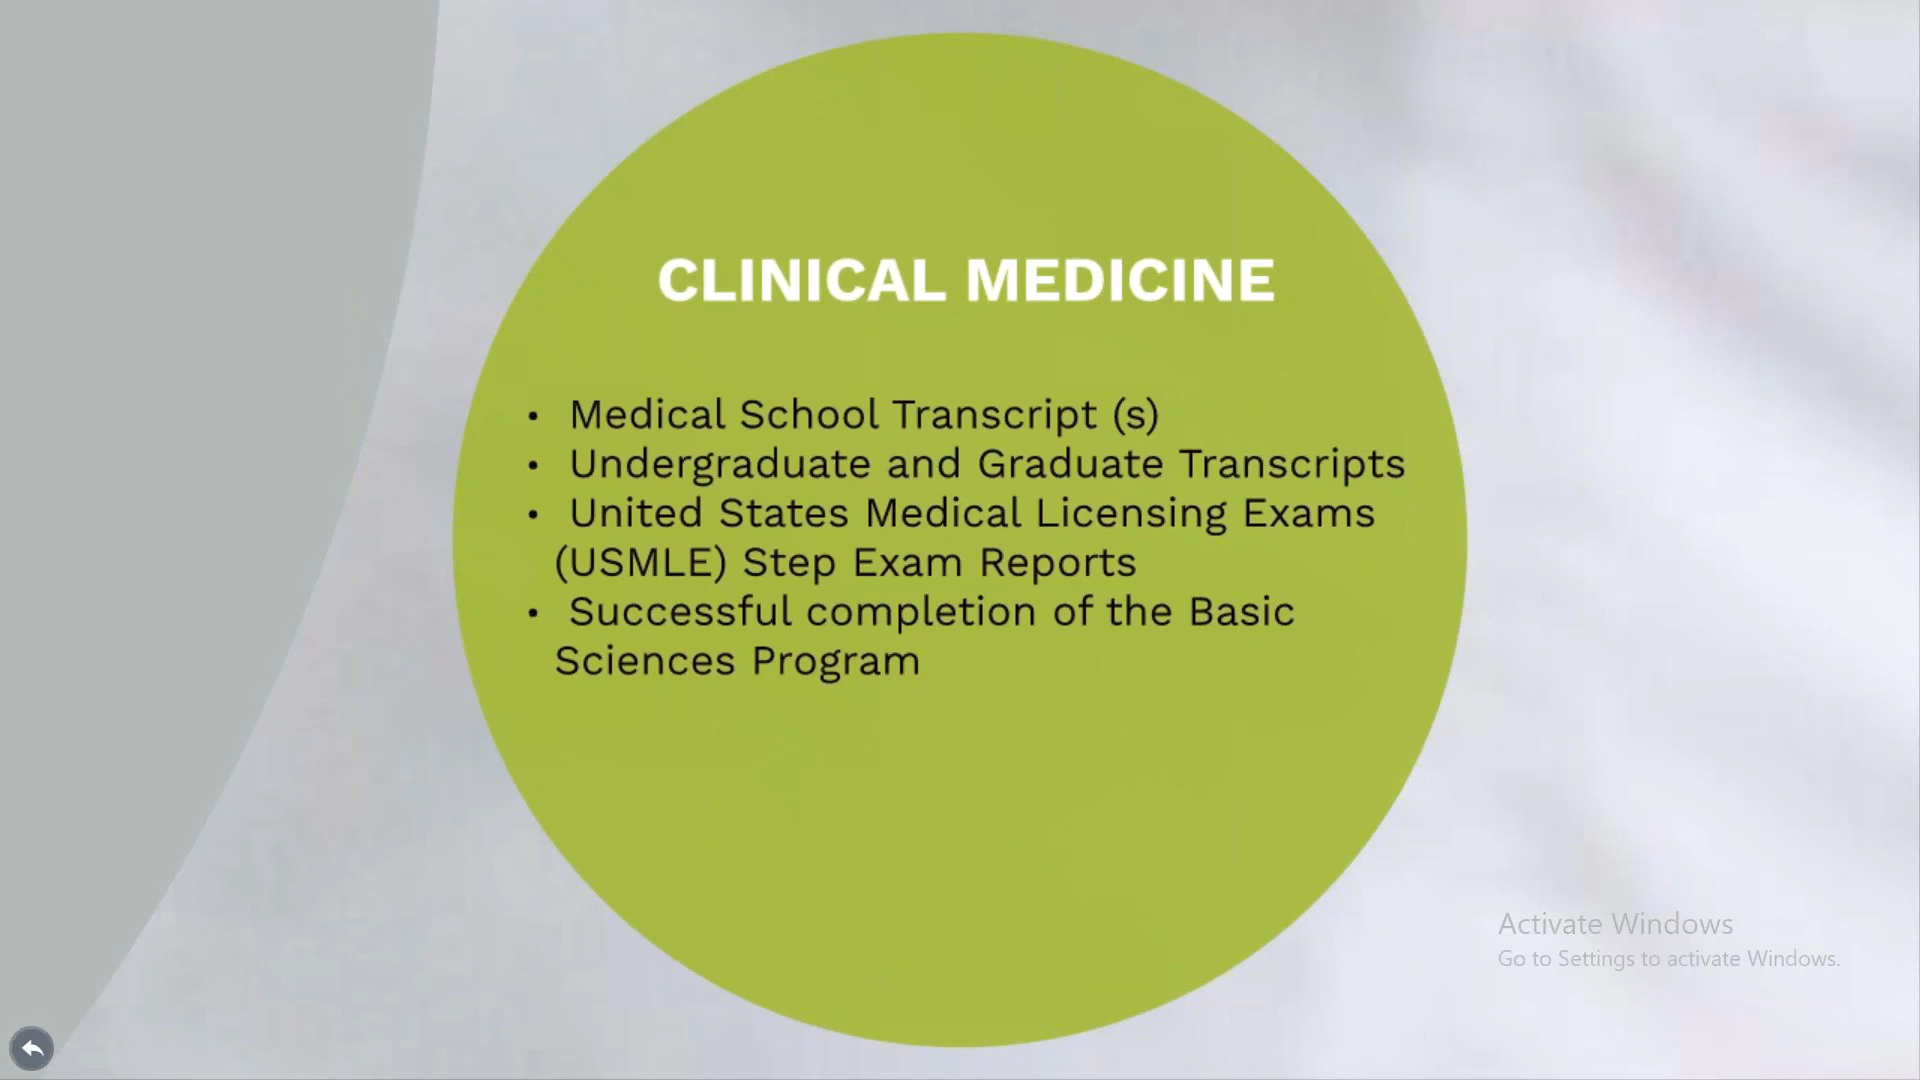 CLINICAL MEDICINE
• Medical School Transcript (s)
• Undergraduate and Graduate Transcripts
• United States Medical Licensing Exams
(USMLE) Step Exam Reports
• Successful completion of the Basic
Sciences Program
Activate Windows
Go to Settings to activate Windows.